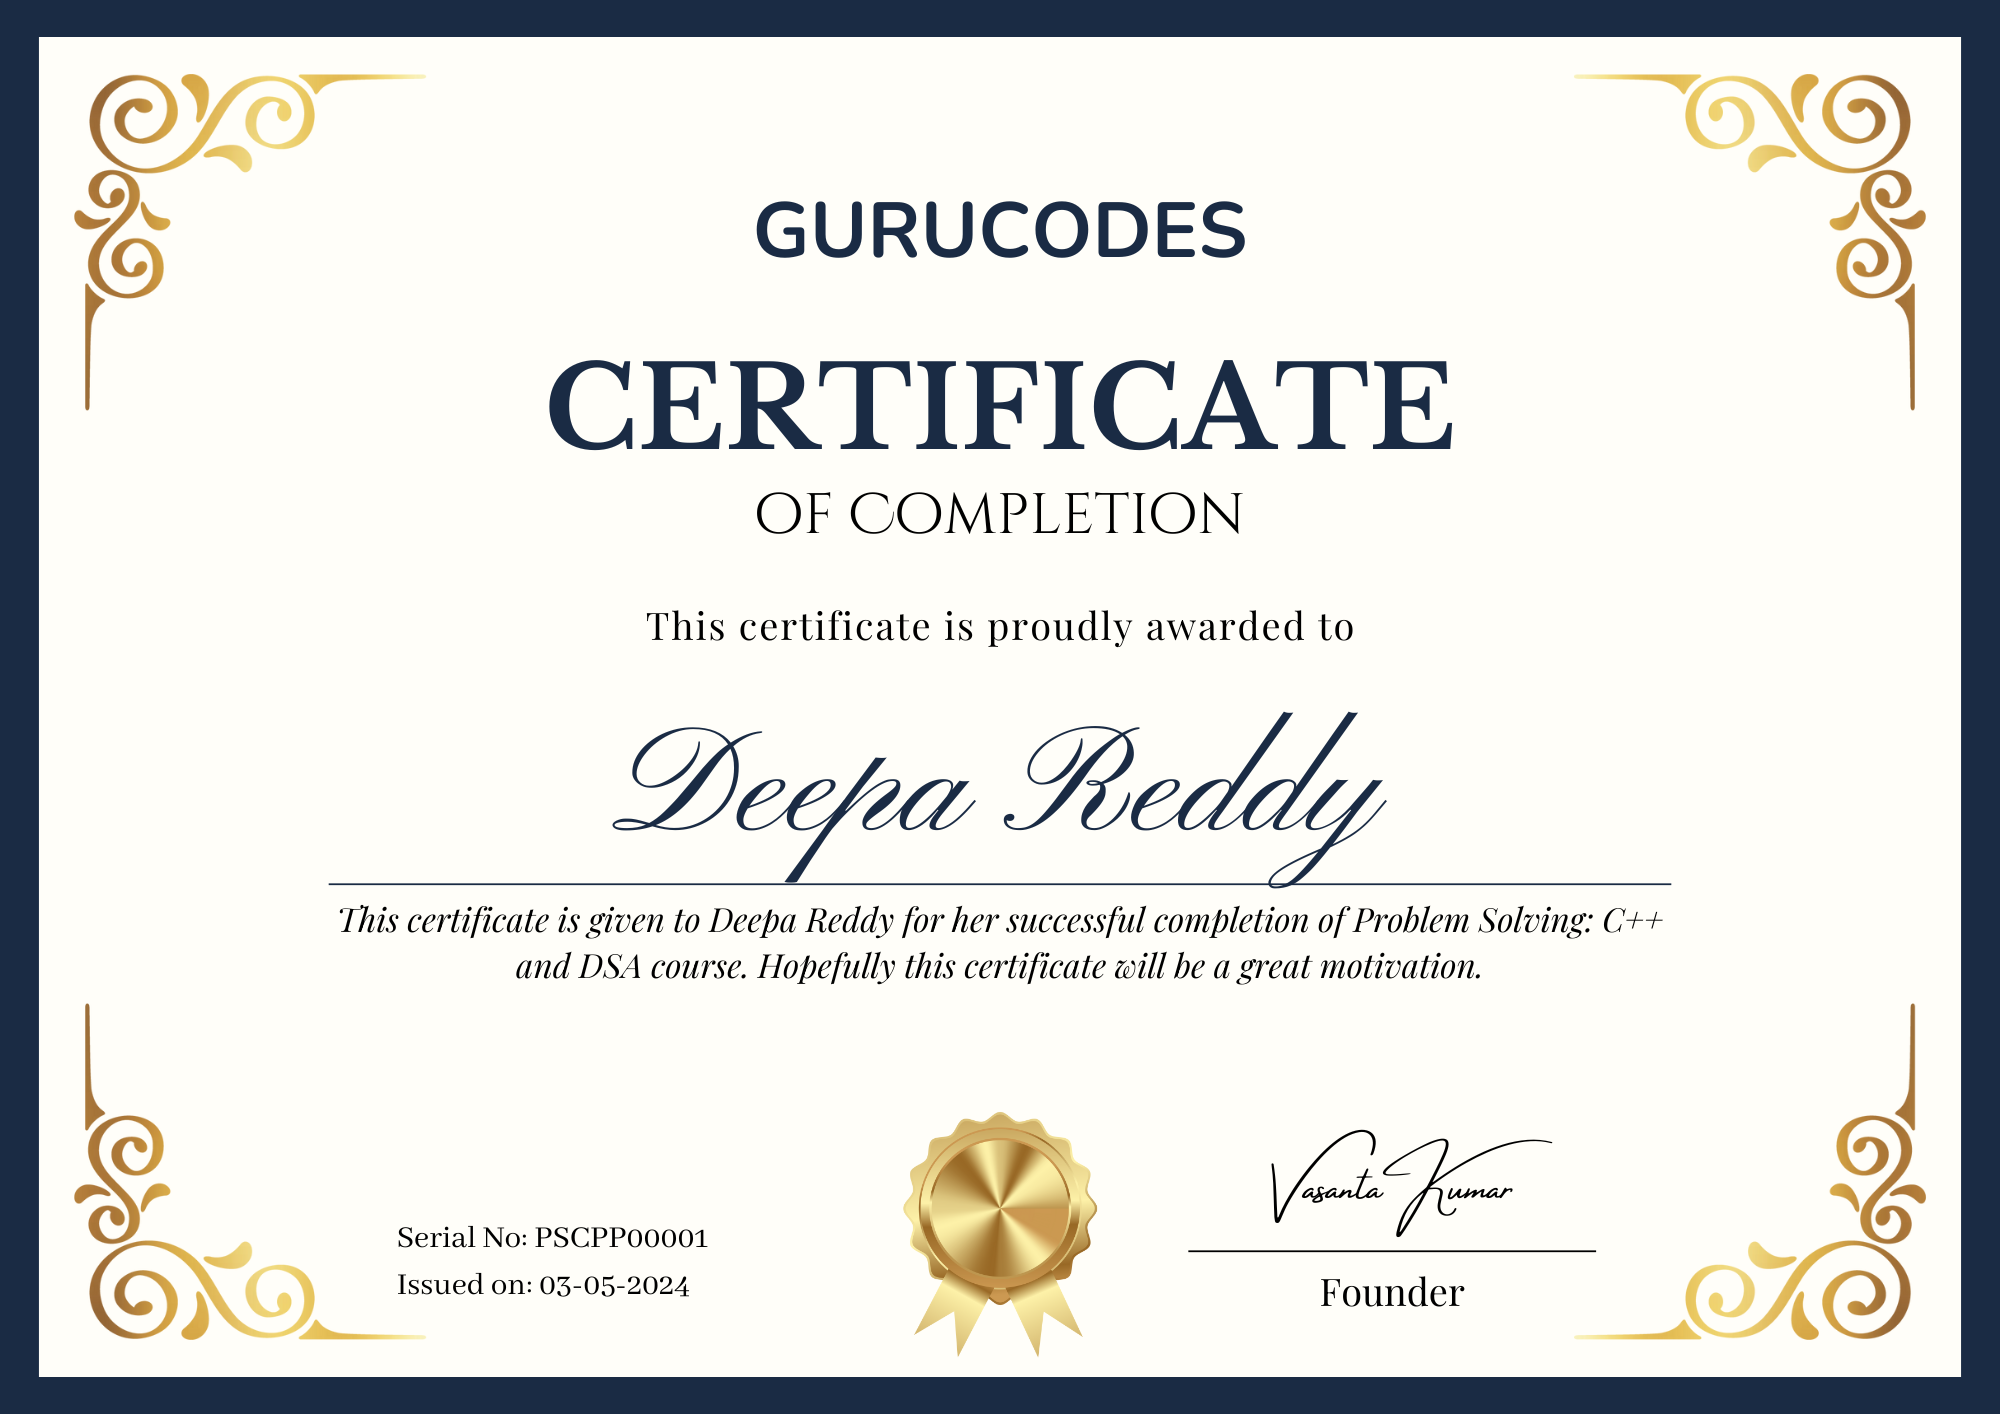 GURUCODES
CERTIFICATE
OF COMPLETION
This certificate is proudly awarded to
Deepa Reddy
This certificate is given to Deepa Reddy for her successful completion of Problem Solving: C++
and DSA course. Hopefully this certificate will be a great motivation.
Vasanta Kumar
Serial No: PSCPP00001
Issued on: 03-05-2024
Founder